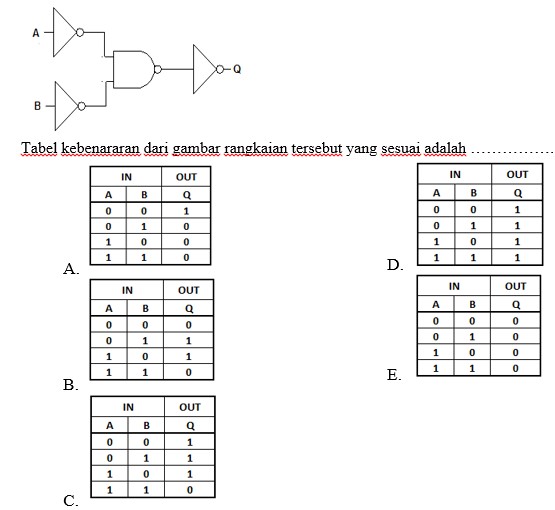 A
Q
B
Tabel kebenararan dari gambar rangkaian tersebut yang sesuai adalah ................
IN OUT
A B Q
0 0 1
0 1 0
1 0 0
1 1 0
A.
IN OUT
A B Q
0 0 0
0 1 1
1 0 1
1 1 0
B.
IN OUT
A B Q
0 0 1
0 1 1
1 0 1
1 1 0
C.
IN OUT
A B Q
0 0 1
0 1 1
1 0 1
1 1 1
D.
IN OUT
A B Q
0 0 0
0 1 0
1 0 0
1 1 0
E.